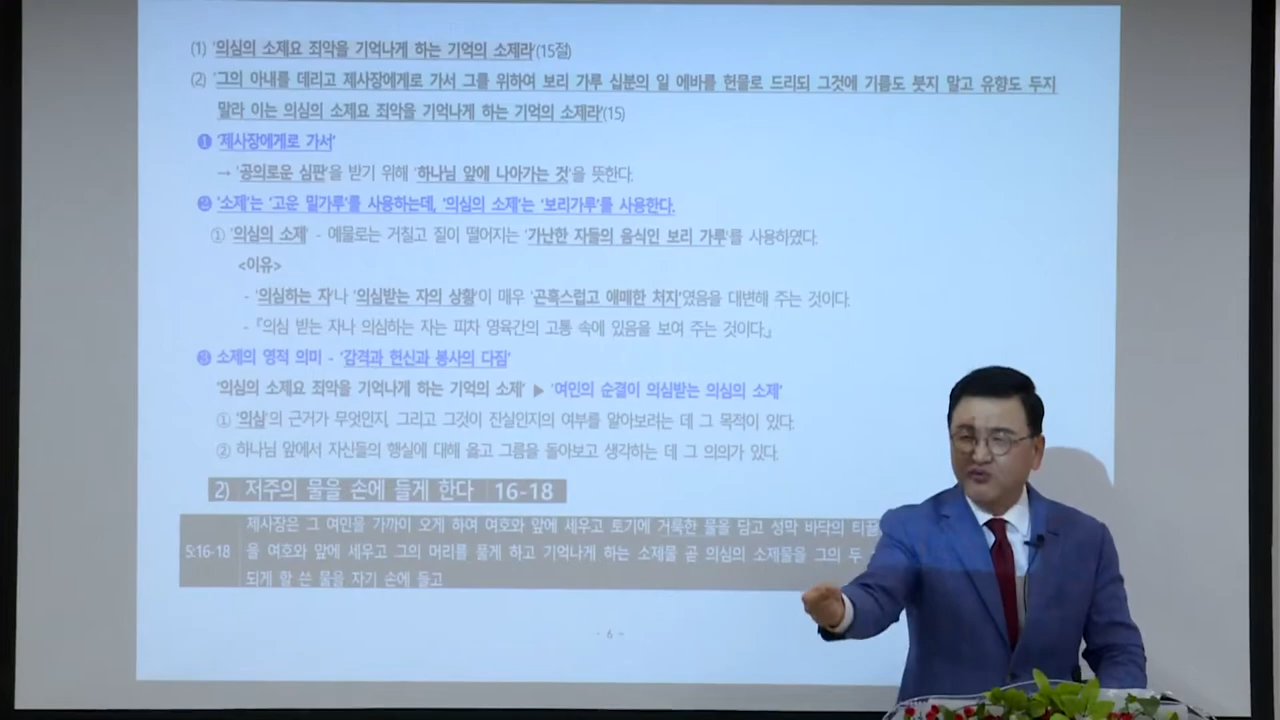 (1) '의심의 소제요 죄악을 기억나게 하는 기억의 소제라'(15절)
(2) '그의 아내를 데리고 제사장에게로 가서 그를 위하여 보리 가루 십분의 일 에바를 헌물로 드리되 그것에 기름도 붓지 말고 유향도 두지
말라 이는 의심의 소제요 죄악을 기억나게 하는 기억의 소제라'(15)
❶ '제사장에게로 가서'
→ '공의로운 심판'을 받기 위해 '하나님 앞에 나아가는 것'을 뜻한다.
❷ '소제'는 '고운 밀가루'를 사용하는데, '의심의 소제'는 '보리가루'를 사용한다.
① '의심의 소제' - 예물로는 거칠고 질이 떨어지는 '가난한 자들의 음식인 보리 가루'를 사용하였다.
<이유>
- '의심하는 자'나 '의심받는 자의 상황'이 매우 '곤혹스럽고 애매한 처지'였음을 대변해 주는 것이다.
- 『의심 받는 자나 의심하는 자는 피차 영육간의 고통 속에 있음을 보여 주는 것이다.』
❸ 소제의 영적 의미 - '감격과 헌신과 봉사의 다짐'
'의심의 소제요 죄악을 기억나게 하는 기억의 소제' ▶ '여인의 순결이 의심받는 의심의 소제'
① '의심'의 근거가 무엇인지, 그리고 그것이 진실인지의 여부를 알아보려는 데 그 목적이 있다.
② 하나님 앞에서 자신들의 행실에 대해 옳고 그름을 돌아보고 생각하는 데 그 의의가 있다.
2) 저주의 물을 손에 들게 한다 16-18
제사장은 그 여인을 가까이 오게 하여 여호와 앞에 세우고 토기에 거룩한 물을 담고 성막 바닥의 티끌
5:16-18 을 여호와 앞에 세우고 그의 머리를 풀게 하고 기억나게 하는 소제물 곧 의심의 소제물을 그의 두
되게 할 쓴 물을 자기 손에 들고
- 6 -